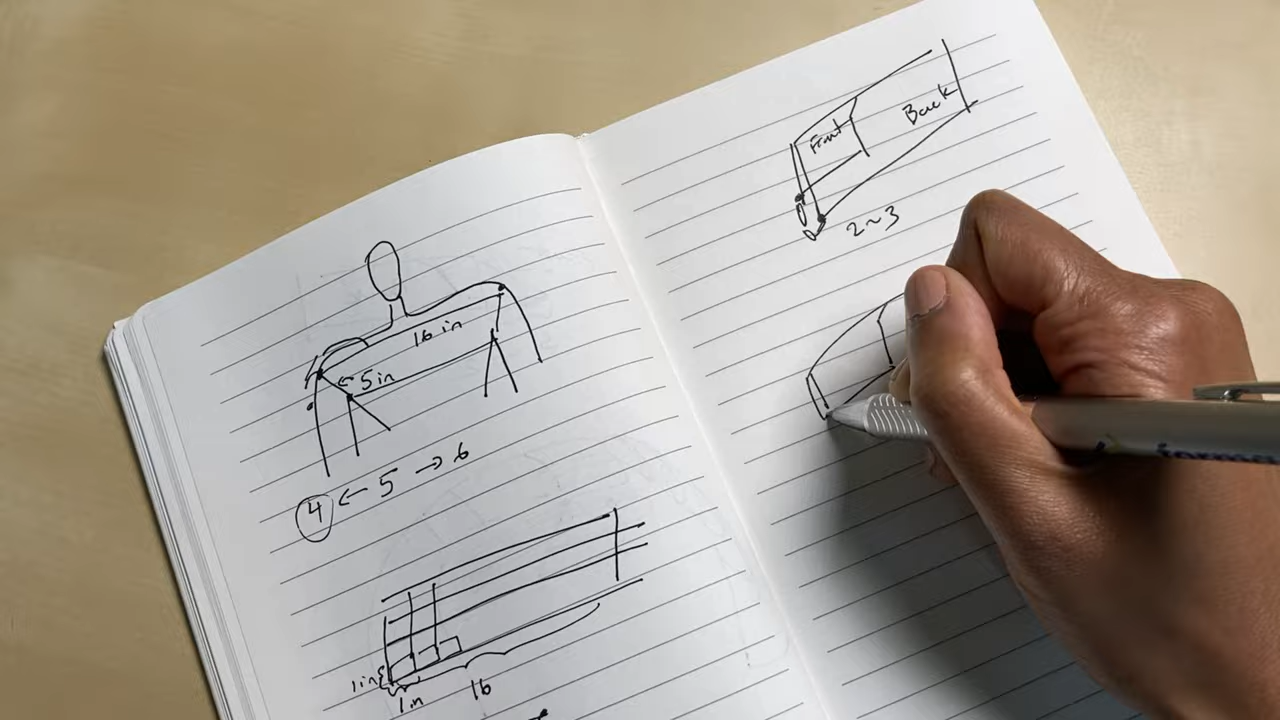 16 in
← 5in
4 ← 5 → 6
1in
1in
16
Front
Back
2~3